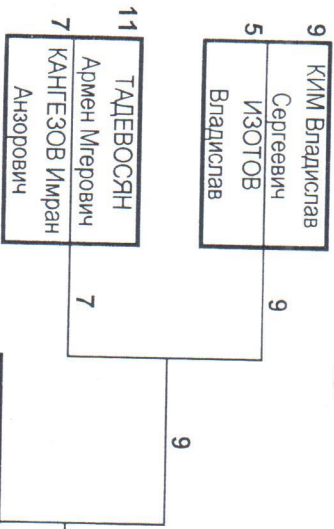 9
КИМ Владислав
Сергеевич
5
ИЗОТОВ
Владислав
9
11
ТАДЕВОСЯН
Армен Мгерович
7
КАНГЕЗОВ Имран
Анзорович
7
9